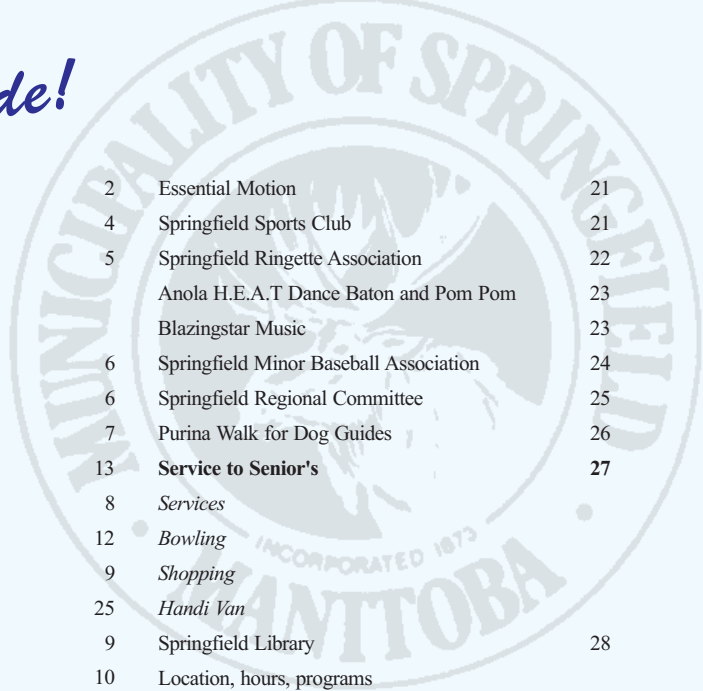 de!
MUNICIPALITY OF SPRINGFIELD
INCORPORATED 1873
MANITOBA
2 Essential Motion 21
4 Springfield Sports Club 21
5 Springfield Ringette Association 22
Anola H.E.A.T Dance Baton and Pom Pom 23
Blazingstar Music 23
6 Springfield Minor Baseball Association 24
6 Springfield Regional Committee 25
7 Purina Walk for Dog Guides 26
13 Service to Senior's 27
8 Services
12 Bowling
9 Shopping
25 Handi Van
9 Springfield Library 28
10 Location, hours, programs